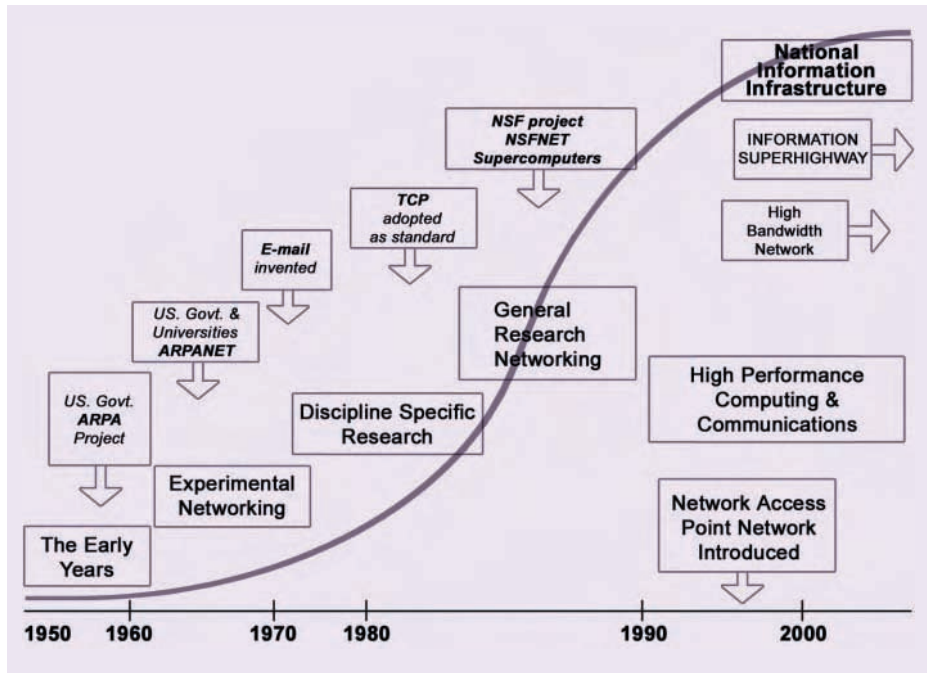 National
Information
Infrastructure
NSF project
NSFNET
Supercomputers
INFORMATION
SUPERHIGHWAY
TCP
adopted
as standard
High
Bandwidth
Network
E-mail
invented
US. Govt. &
Universities
ARPANET
General
Research
Networking
US. Govt.
ARPA
Project
High Performance
Computing &
Communications
Discipline Specific
Research
Experimental
Networking
Network Access
Point Network
Introduced
The Early
Years
1950 1960 1970 1980 1990 2000